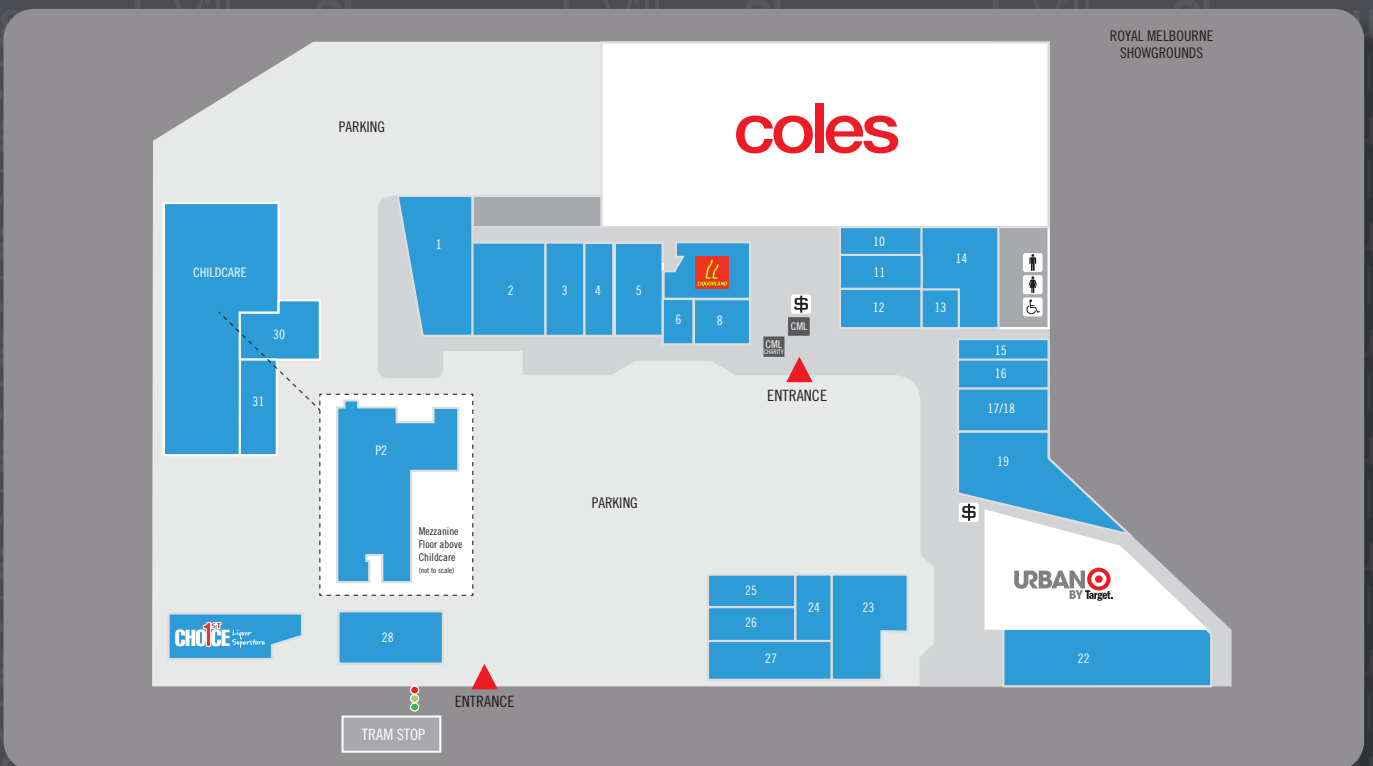 ROYAL MELBOURNE
SHOWGROUNDS
PARKING
coles
CHILDCARE
1
2
3
4
5
LIQUORLAND
6
8
$
CML
CML
CHARITY
ENTRANCE
10
11
12
13
14
15
16
17/18
19
$
30
31
P2
Mezzanine
Floor above
Childcare
(not to scale)
PARKING
URBAN
BY Target.
22
23
24
25
26
27
28
1ST CHOICE Liquor
Superstore
ENTRANCE
TRAM STOP